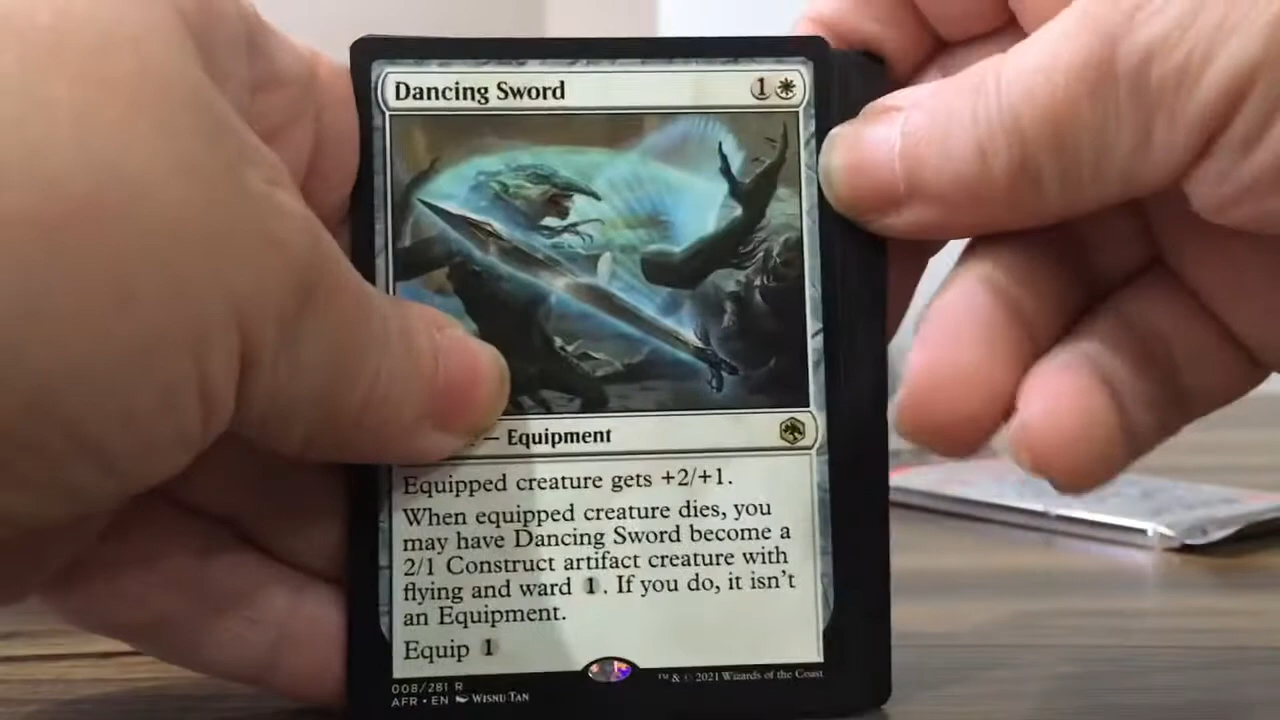 Dancing Sword 1
— Equipment
Equipped creature gets +2/+1.
When equipped creature dies, you
may have Dancing Sword become a
2/1 Construct artifact creature with
flying and ward 1. If you do, it isn't
an Equipment.
Equip 1
008/281 R
AFR • EN WISNU TAN
™ & © 2021 Wizards of the Coast